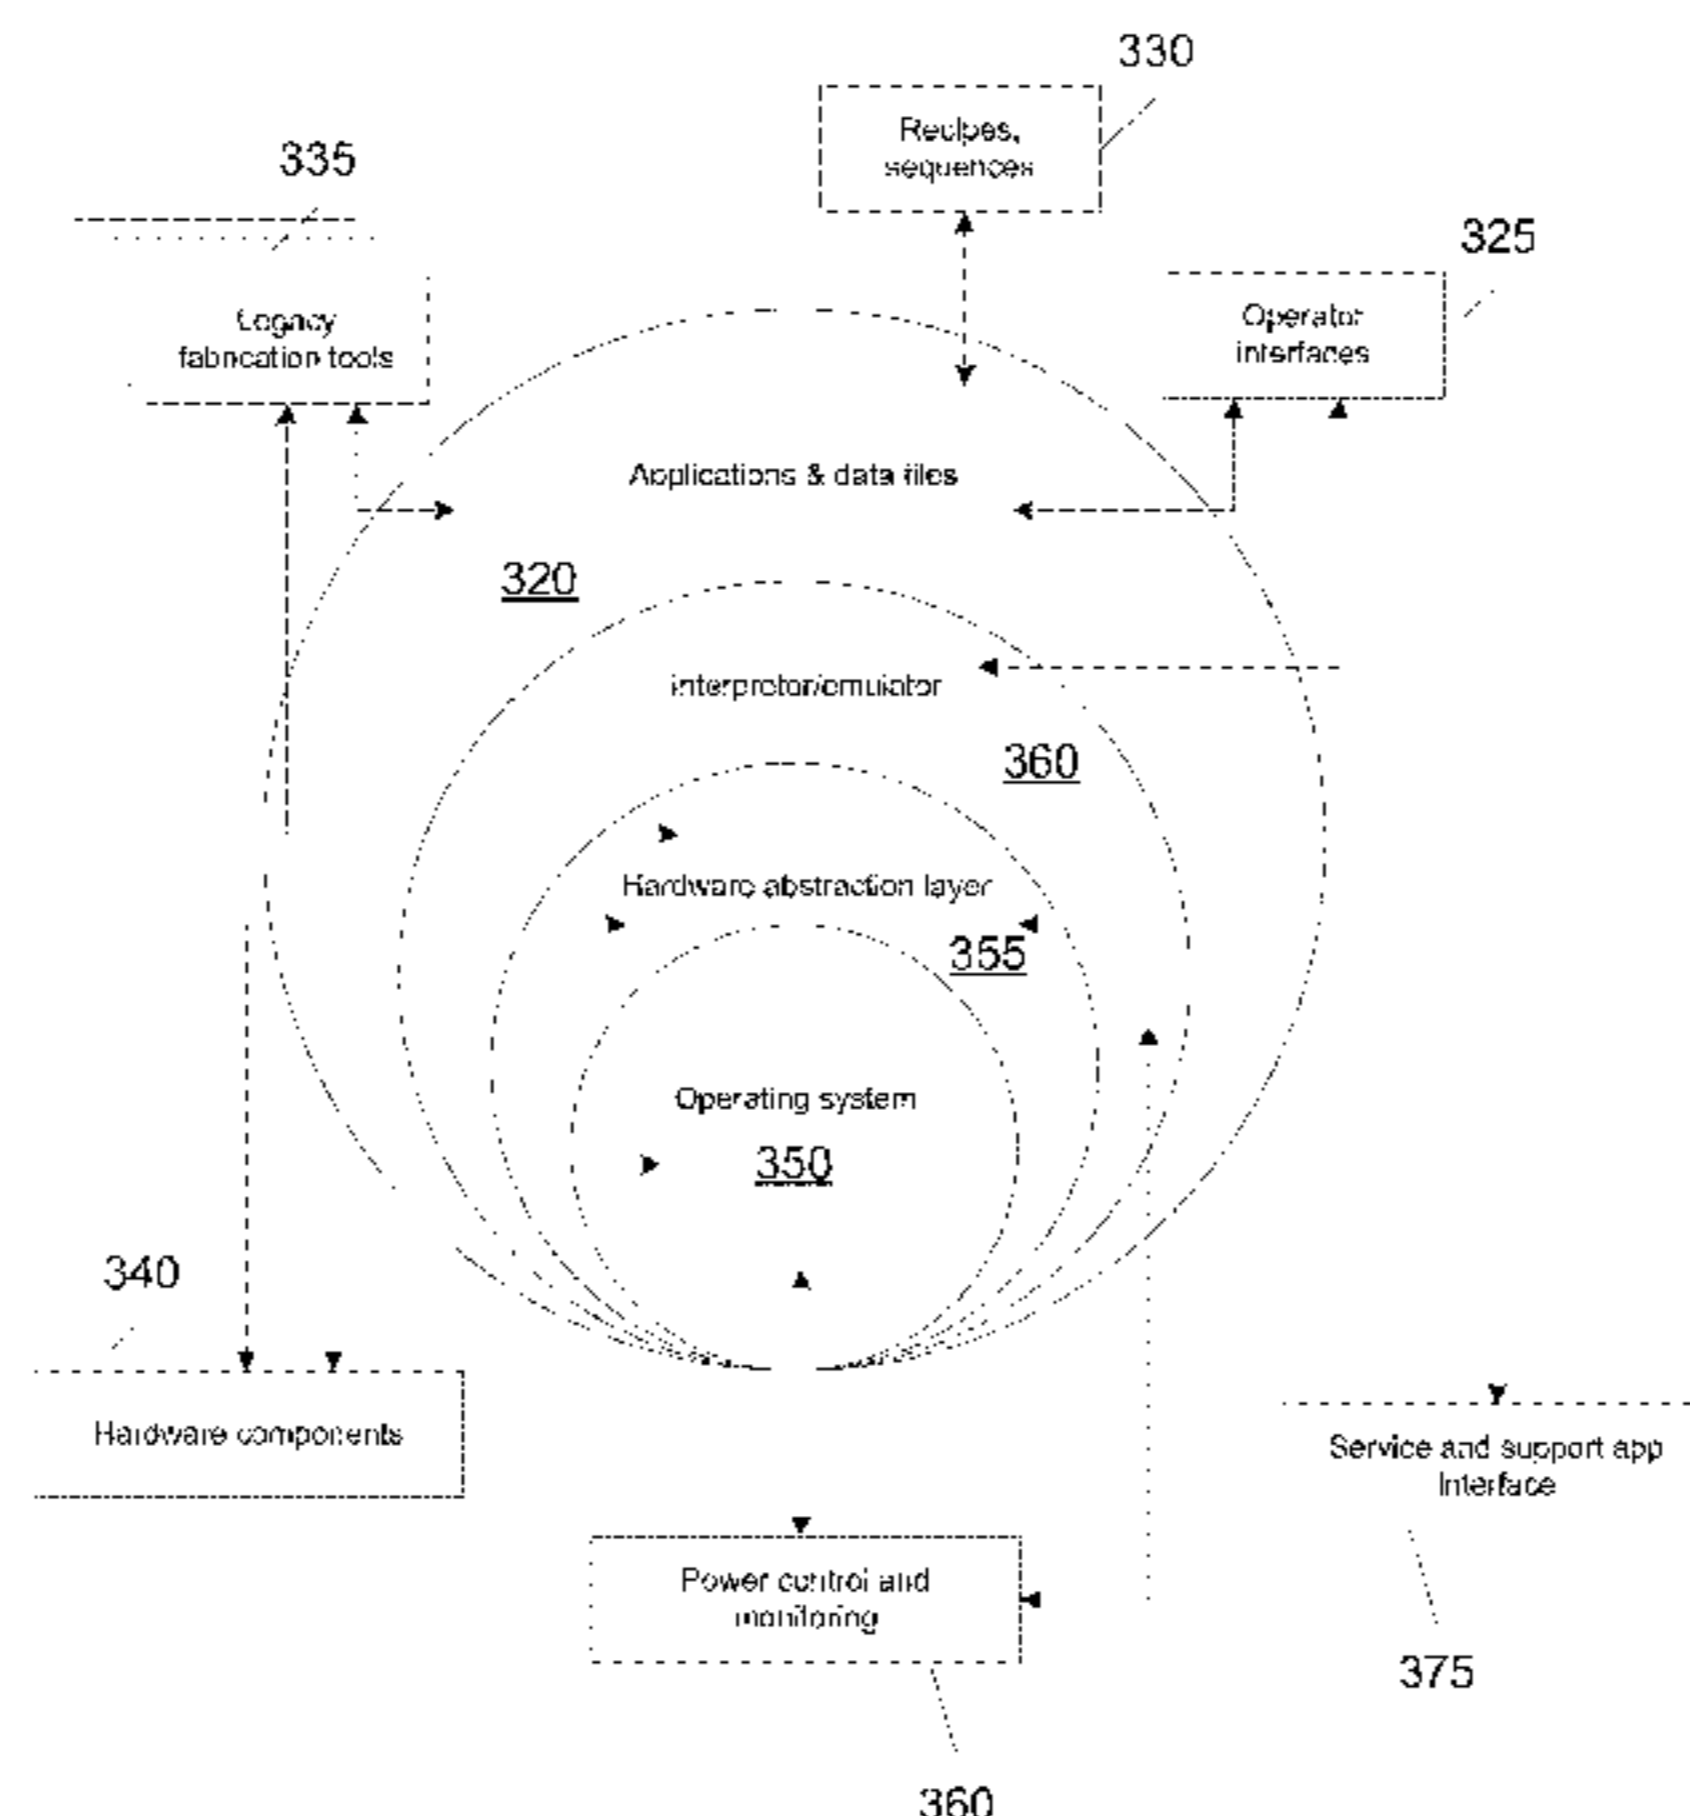 330
Recipes,
sequences
335
325
Legacy
fabrication tools
Operator
interfaces
Applications & data files
320
interpretor/emulator
360
Hardware abstraction layer
355
Operating system
350
340
Hardware components
Service and support app
Interface
Power control and
monitoring
375
360